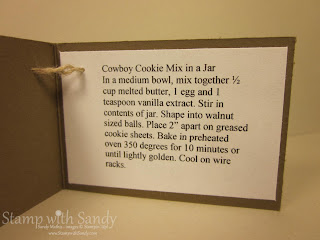 Cowboy Cookie Mix in a Jar
In a medium bowl, mix together ½
cup melted butter, 1 egg and 1
teaspoon vanilla extract. Stir in
contents of jar. Shape into walnut
sized balls. Place 2" apart on greased
cookie sheets. Bake in preheated
oven 350 degrees for 10 minutes or
until lightly golden. Cool on wire
racks.
Stamp with Sandy